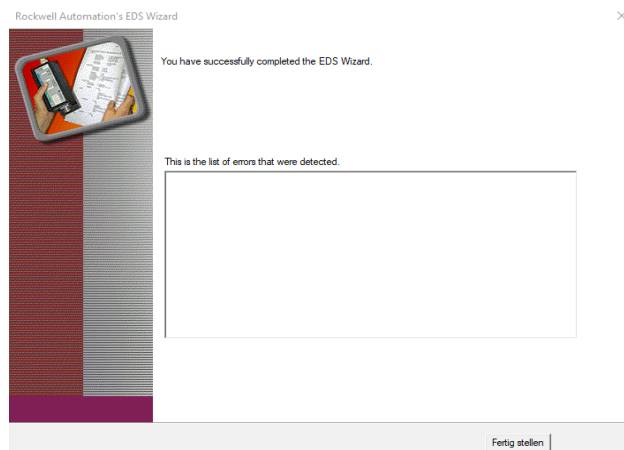 Rockwell Automation's EDS Wizard
You have successfully completed the EDS Wizard.
This is the list of errors that were detected.
Fertig stellen